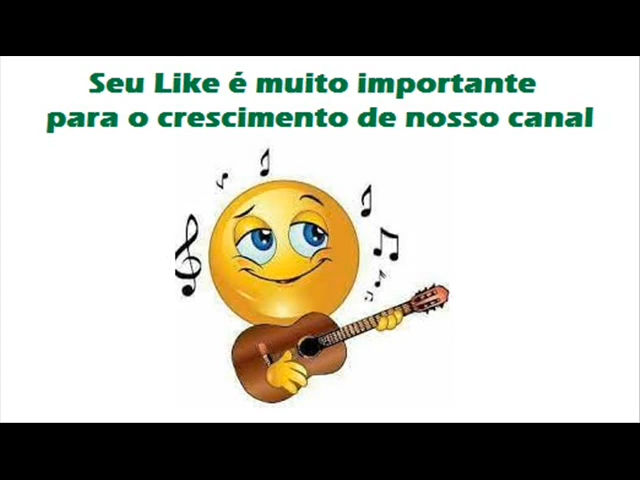 Seu Like é muito importante
para o crescimento de nosso canal